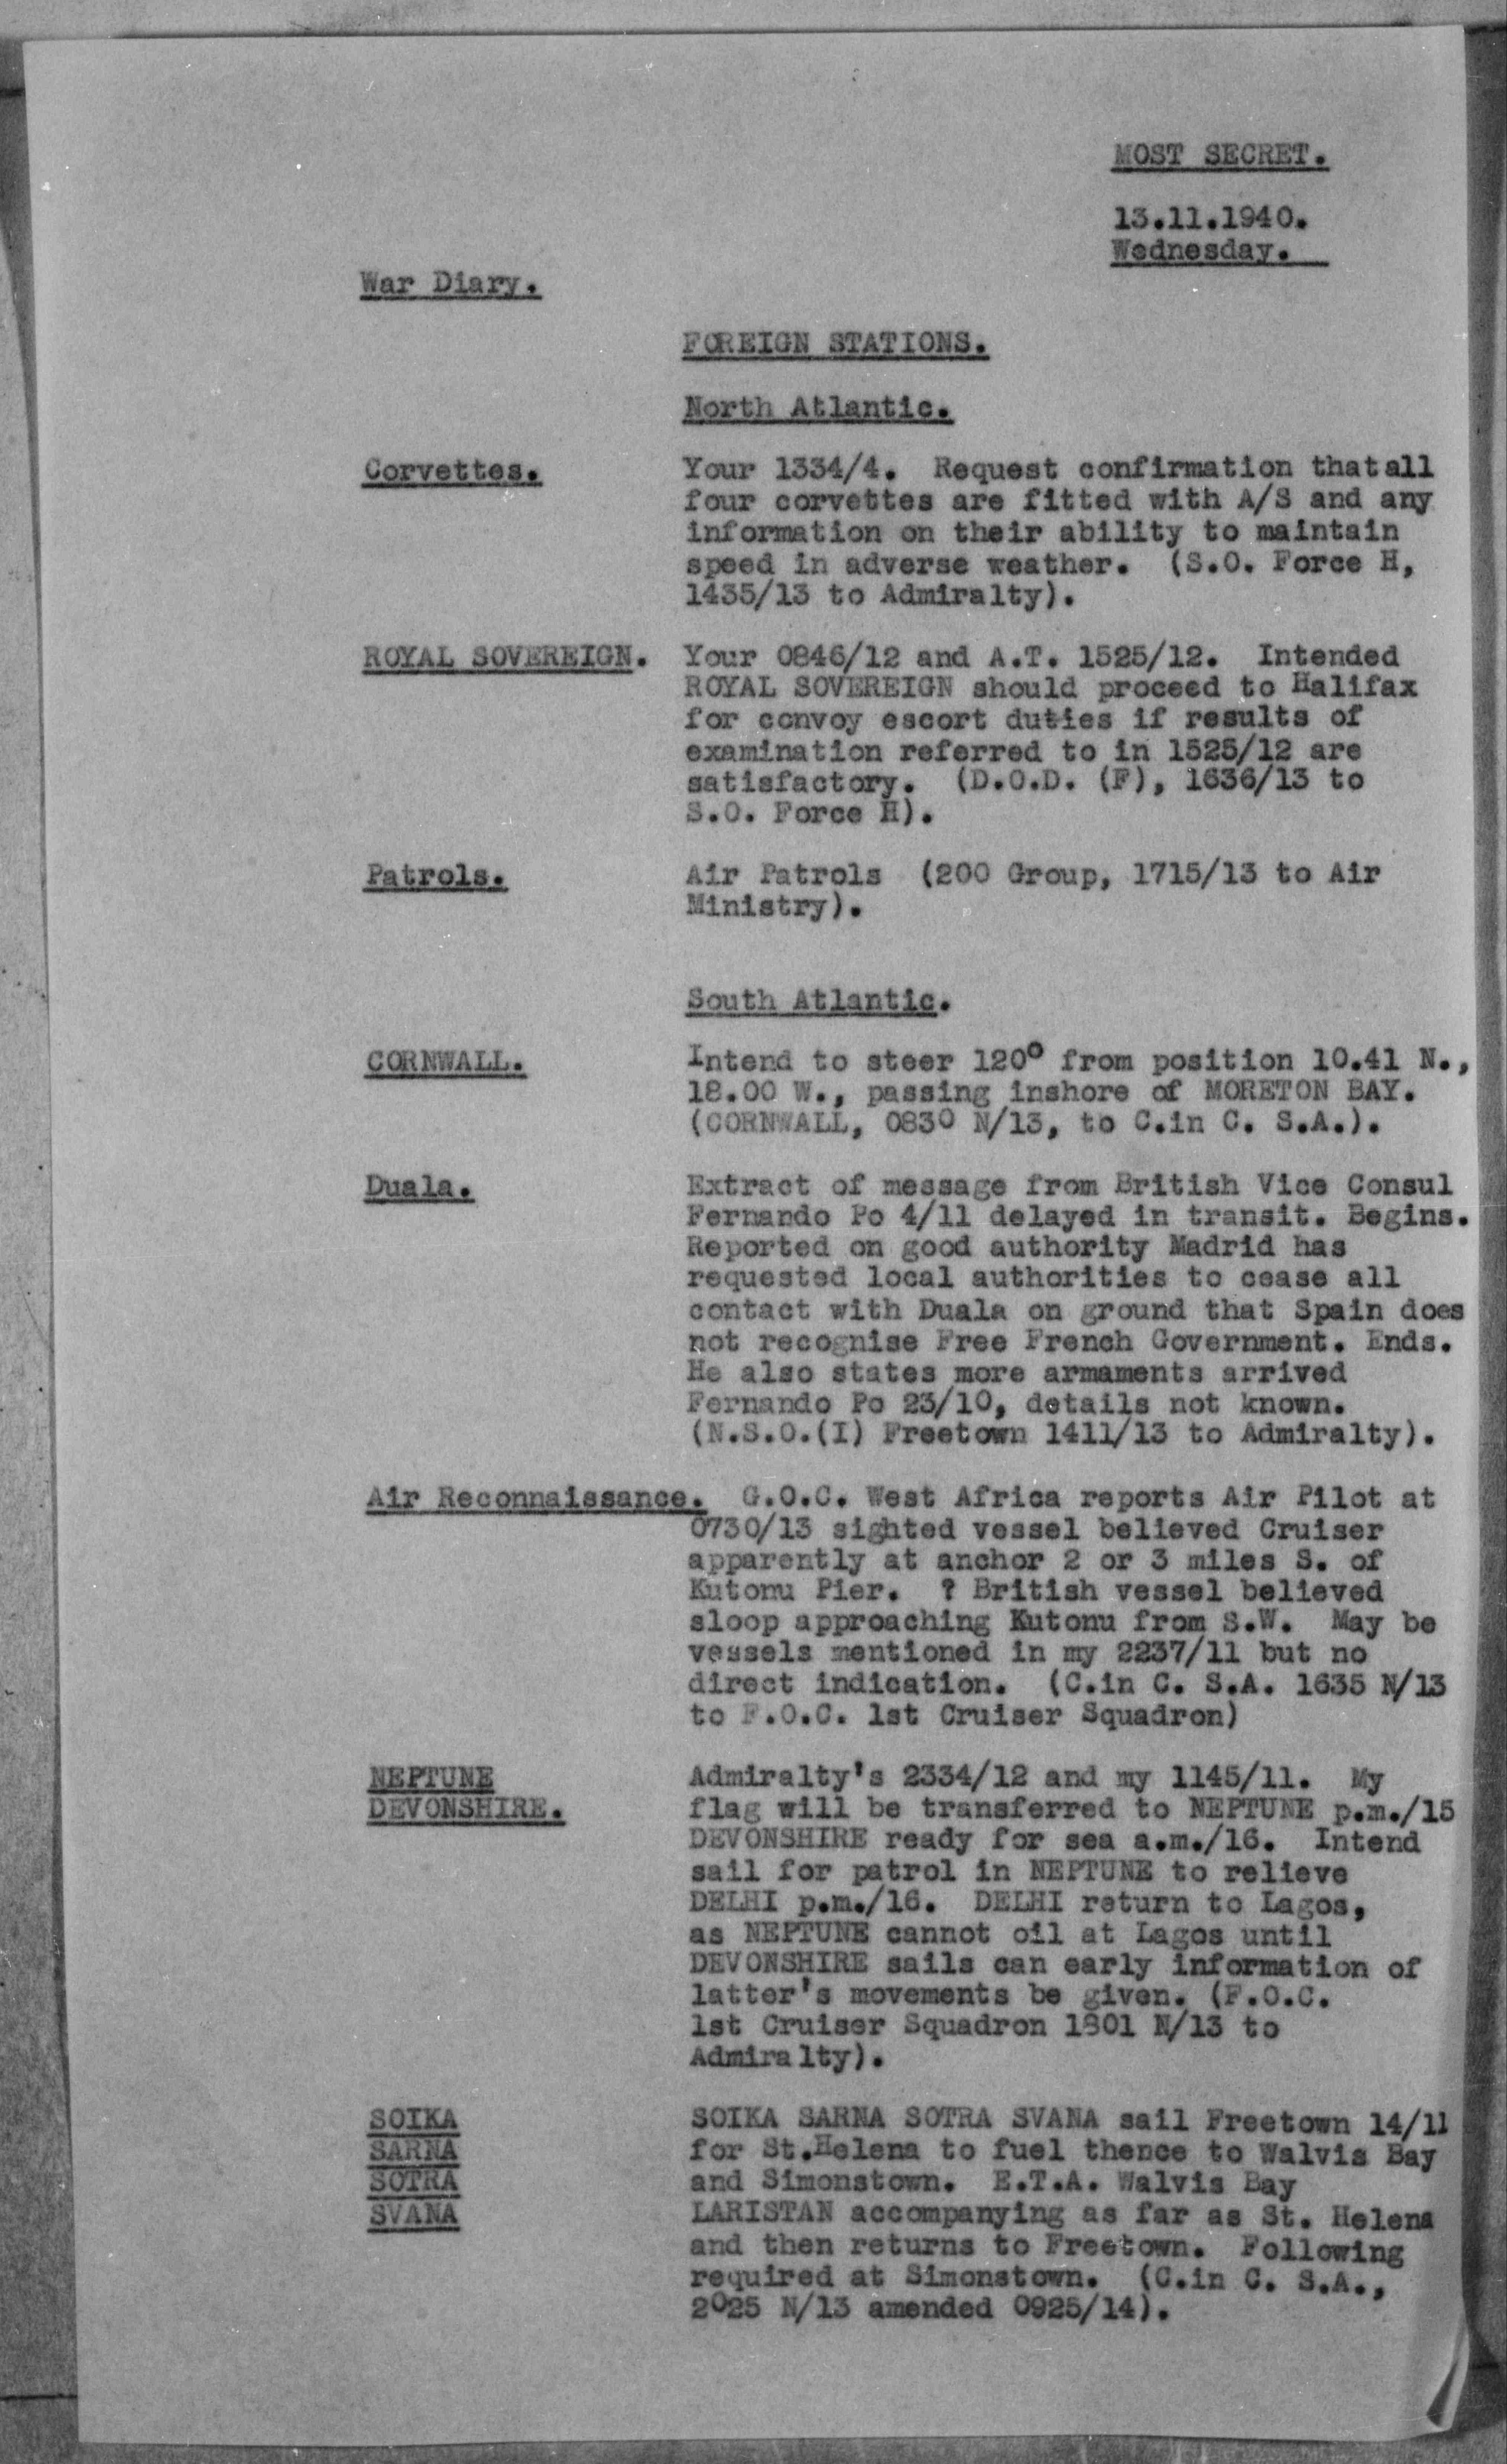 MOST SECRET.
13.11.1940.
Wednesday.
War Diary.
FOREIGN STATIONS.
North Atlantic.
Corvettes. Your 1334/4. Request confirmation that all
four corvettes are fitted with A/S and any
information on their ability to maintain
speed in adverse weather. (S.O. Force H,
1435/13 to Admiralty).
ROYAL SOVEREIGN. Your 0846/12 and A.T. 1525/12. Intended
ROYAL SOVEREIGN should proceed to Halifax
for convoy escort duties if results of
examination referred to in 1525/12 are
satisfactory. (D.O.D. (F), 1636/13 to
S.O. Force H).
Patrols. Air Patrols (200 Group, 1715/13 to Air
Ministry).
South Atlantic.
CORNWALL. Intend to steer 120° from position 10.41 N.,
18.00 W., passing inshore of MORETON BAY.
(CORNWALL, 0830 N/13, to C.in C. S.A.).
Duala. Extract of message from British Vice Consul
Fernando Po 4/11 delayed in transit. Begins.
Reported on good authority Madrid has
requested local authorities to cease all
contact with Duala on ground that Spain does
not recognise Free French Government. Ends.
He also states more armaments arrived
Fernando Po 23/10, details not known.
(N.S.O.(I) Freetown 1411/13 to Admiralty).
Air Reconnaissance. G.O.C. West Africa reports Air Pilot at
0730/13 sighted vessel believed Cruiser
apparently at anchor 2 or 3 miles S. of
Kutonu Pier. ? British vessel believed
sloop approaching Kutonu from S.W. May be
vessels mentioned in my 2237/11 but no
direct indication. (C.in C. S.A. 1635 N/13
to F.O.C. 1st Cruiser Squadron)
NEPTUNE Admiralty's 2334/12 and my 1145/11. My
DEVONSHIRE. flag will be transferred to NEPTUNE p.m./15
DEVONSHIRE ready for sea a.m./16. Intend
sail for patrol in NEPTUNE to relieve
DELHI p.m./16. DELHI return to Lagos,
as NEPTUNE cannot oil at Lagos until
DEVONSHIRE sails can early information of
latter's movements be given. (F.O.C.
1st Cruiser Squadron 1801 N/13 to
Admiralty).
SOIKA SOIKA SARNA SOTRA SVANA sail Freetown 14/11
SARNA for St.Helena to fuel thence to Walvis Bay
SOTRA and Simonstown. E.T.A. Walvis Bay
SVANA LARISTAN accompanying as far as St. Helena
and then returns to Freetown. Following
required at Simonstown. (C.in C. S.A.,
2025 N/13 amended 0925/14).